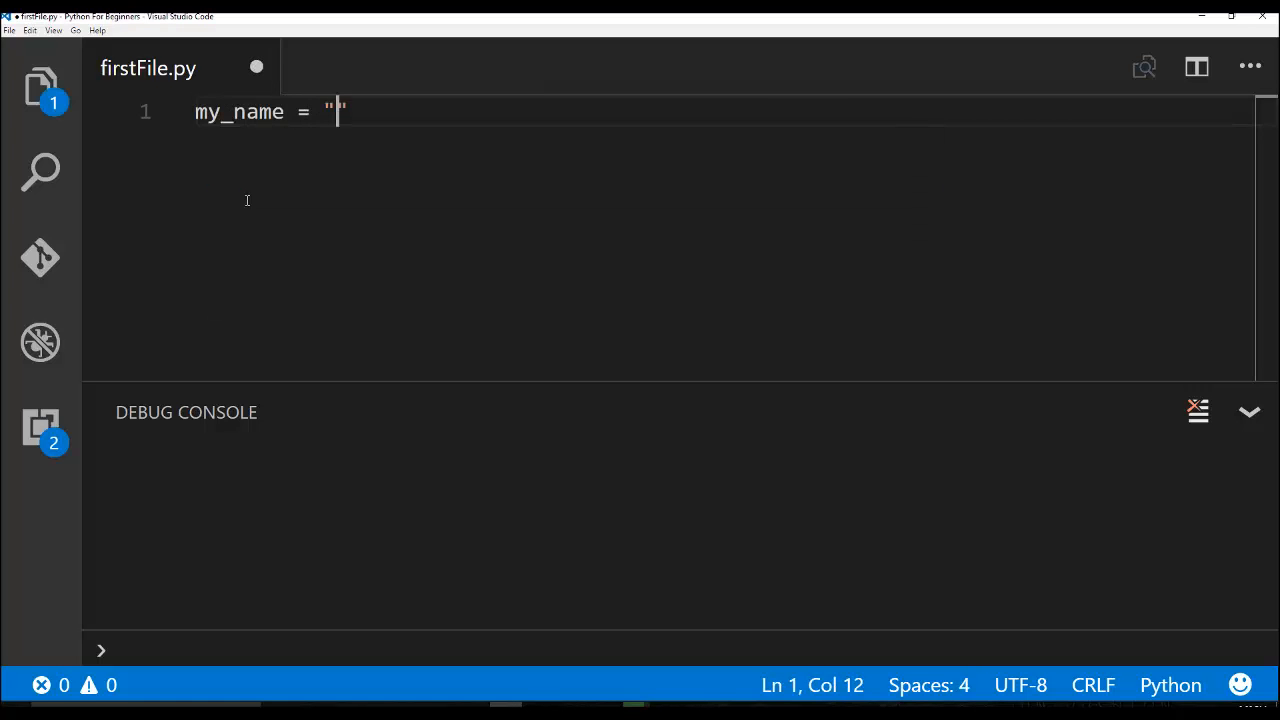 firstFile.py - Python For Beginners - Visual Studio Code
File Edit View Go Help
firstFile.py
1
1 my_name = ""
DEBUG CONSOLE
2
0 0 Ln 1, Col 12 Spaces: 4 UTF-8 CRLF Python